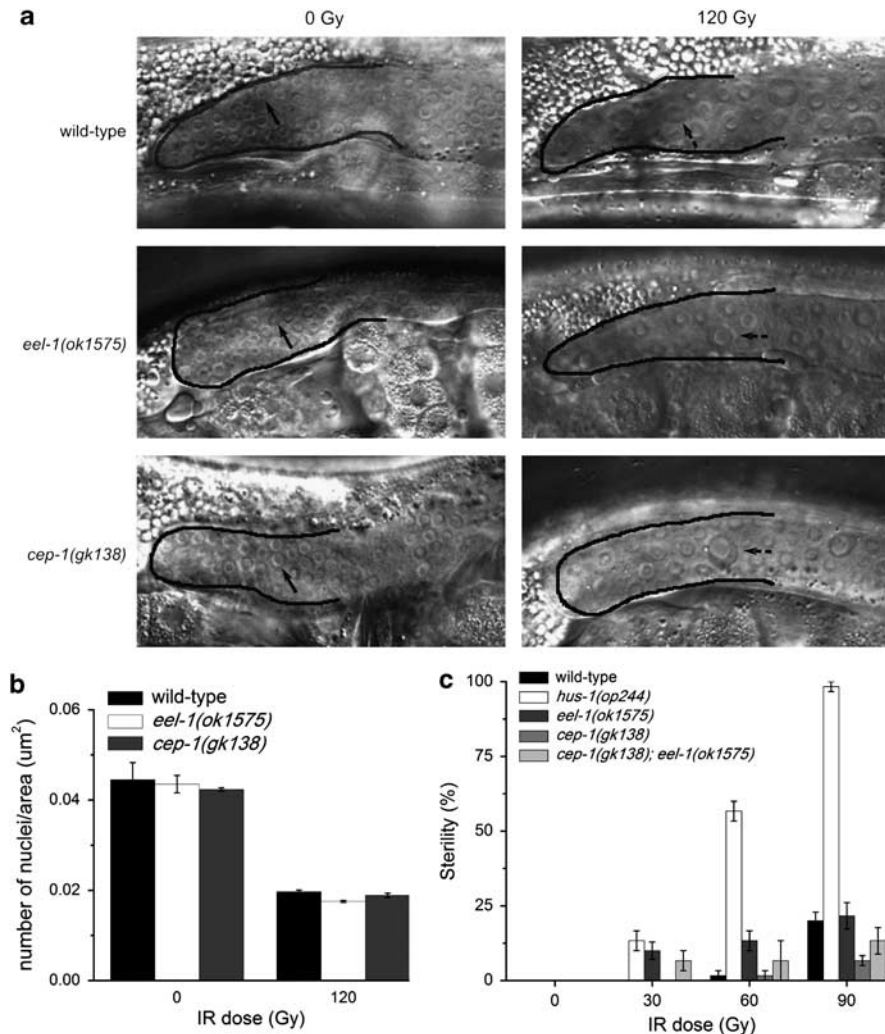 a
0 Gy
120 Gy
wild-type
eel-1(ok1575)
cep-1(gk138)
b
wild-type
eel-1(ok1575)
cep-1(gk138)
number of nuclei/area (um²)
0.06
0.04
0.02
0.00
0
120
IR dose (Gy)
c
wild-type
hus-1(op244)
eel-1(ok1575)
cep-1(gk138)
cep-1(gk138); eel-1(ok1575)
Sterility (%)
100
75
50
25
0
0
30
60
90
IR dose (Gy)